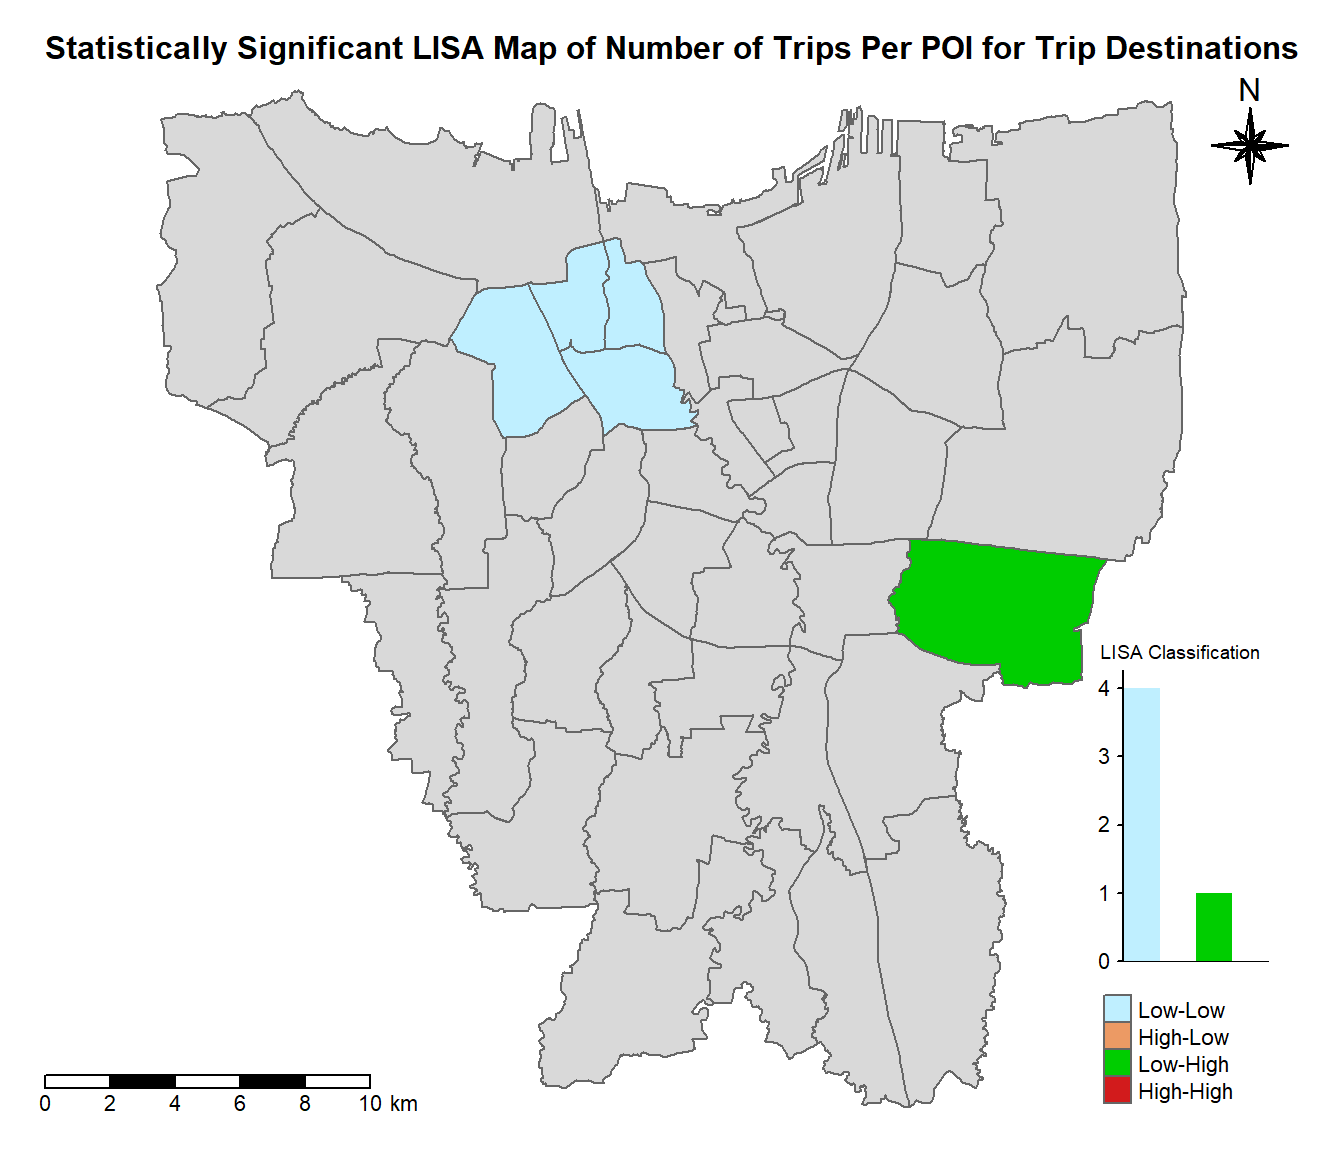 Statistically Significant LISA Map of Number of Trips Per POI for Trip Destinations
N
LISA Classification
4
3
2
1
0
Low-Low
High-Low
Low-High
High-High
0 2 4 6 8 10 km